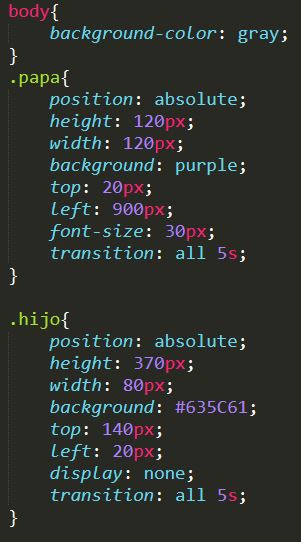 body{
    background-color: gray;
}
.papa{
    position: absolute;
    height: 120px;
    width: 120px;
    background: purple;
    top: 20px;
    left: 900px;
    font-size: 30px;
    transition: all 5s;
}

.hijo{
    position: absolute;
    height: 370px;
    width: 80px;
    background: #635C61;
    top: 140px;
    left: 20px;
    display: none;
    transition: all 5s;
}